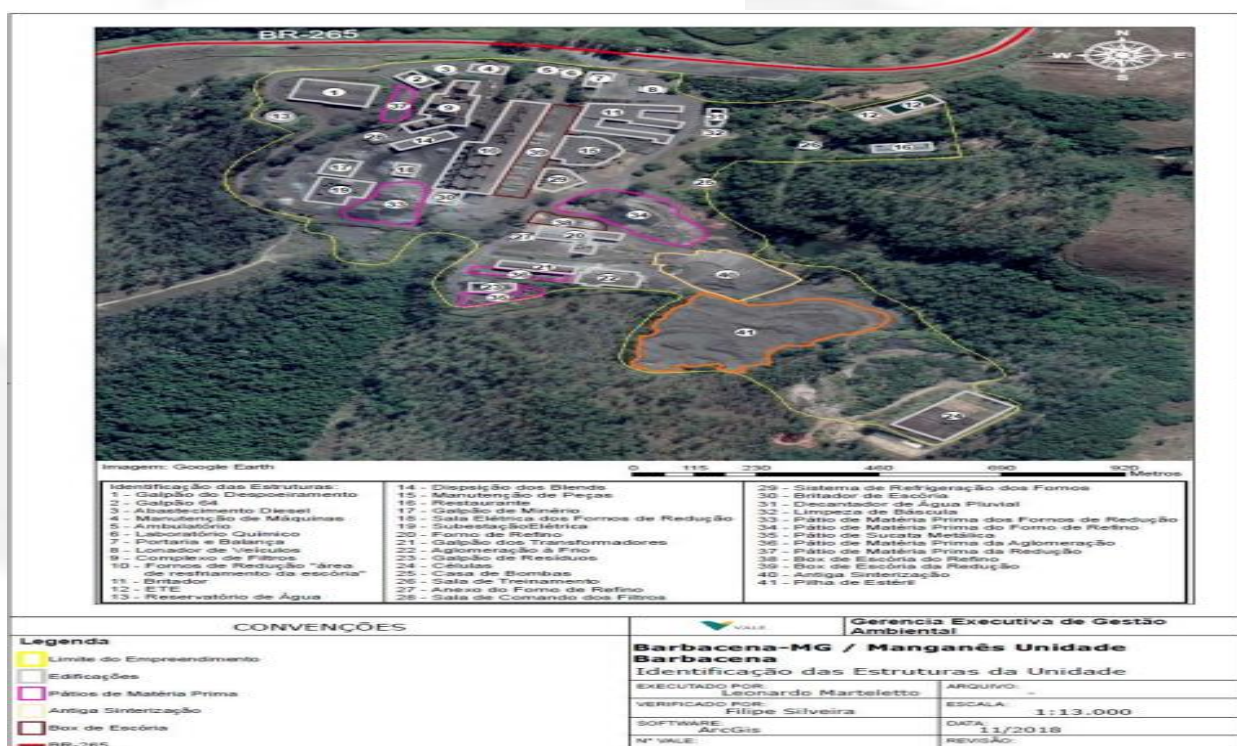 BR-265
N
W
E
S
Imagem: Google Earth
0 115 230 460 690 920
Metros
Identificação das Estruturas:
1 - Galpão do Despoeiramento
2 - Galpão 64
3 - Abastecimento Diesel
4 - Manutenção de Máquinas
5 - Ambulatório
6 - Laboratório Químico
7 - Portaria e Balança
8 - Lonador de Veículos
9 - Complexo de Filtros
10 - Fornos de Redução "área
de resfriamento da escória"
11 - Britador
12 - ETE
13 - Reservatório de Água
14 - Dispsição dos Blends
15 - Manutenção de Peças
16 - Restaurante
17 - Galpão de Minério
18 - Sala Elétrica dos Fornos de Redução
19 - SubestaçãoElétrica
20 - Forno de Refino
21 - Galpão dos Transformadores
22 - Aglomeração à Frio
23 - Galpão de Resíduos
24 - Células
25 - Casa de Bombas
26 - Sala de Treinamento
27 - Anexo do Forno de Refino
28 - Sala de Comando dos Filtros
29 - Sistema de Refrigeração dos Fornos
30 - Britador de Escória
31 - Decantador de Água Pluvial
32 - Limpeza de Báscula
33 - Pátio de Matéria Prima dos Fornos de Redução
34 - Pátio de Matéria Prima do Forno de Refino
35 - Pátio de Sucata Metálica
36 - Pátio de Matéria Prima da Aglomeração
37 - Pátio de Matéria Prima da Redução
38 - Box de Escória do Refino
39 - Box de Escória da Redução
40 - Antiga Sinterização
41 - Pilha de Estéril
CONVENÇÕES
Legenda
Limite do Empreendimento
Edificações
Pátios de Matéria Prima
Antiga Sinterização
Box de Escória
BR-265
VALE
Gerencia Executiva de Gestão
Ambiental
Barbacena-MG / Manganês Unidade
Barbacena
Identificação das Estruturas da Unidade
EXECUTADO POR:
Leonardo Marteletto
ARQUIVO:
-
VERIFICADO POR:
Filipe Silveira
ESCALA:
1:13.000
SOFTWARE:
ArcGis
DATA:
11/2018
Nº VALE:
REVISÃO: